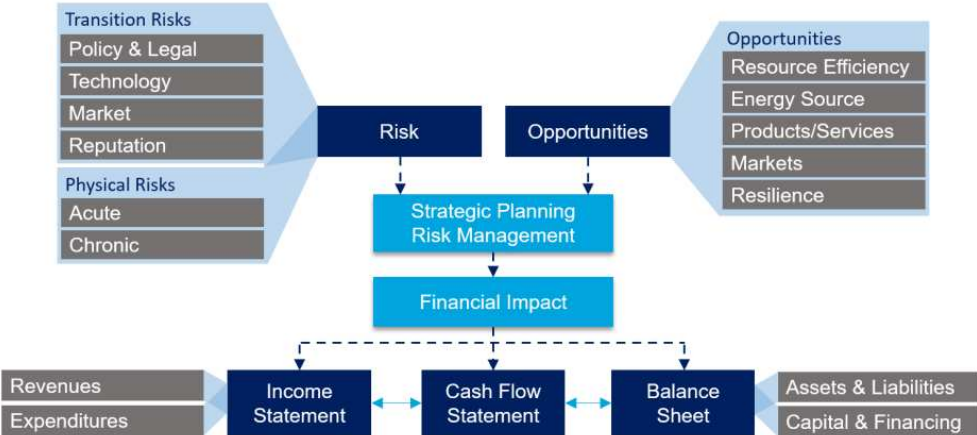 Transition Risks
Policy & Legal
Technology
Market
Reputation
Physical Risks
Acute
Chronic
Risk
Opportunities
Opportunities
Resource Efficiency
Energy Source
Products/Services
Markets
Resilience
Strategic Planning
Risk Management
Financial Impact
Revenues
Expenditures
Income
Statement
Cash Flow
Statement
Balance
Sheet
Assets & Liabilities
Capital & Financing